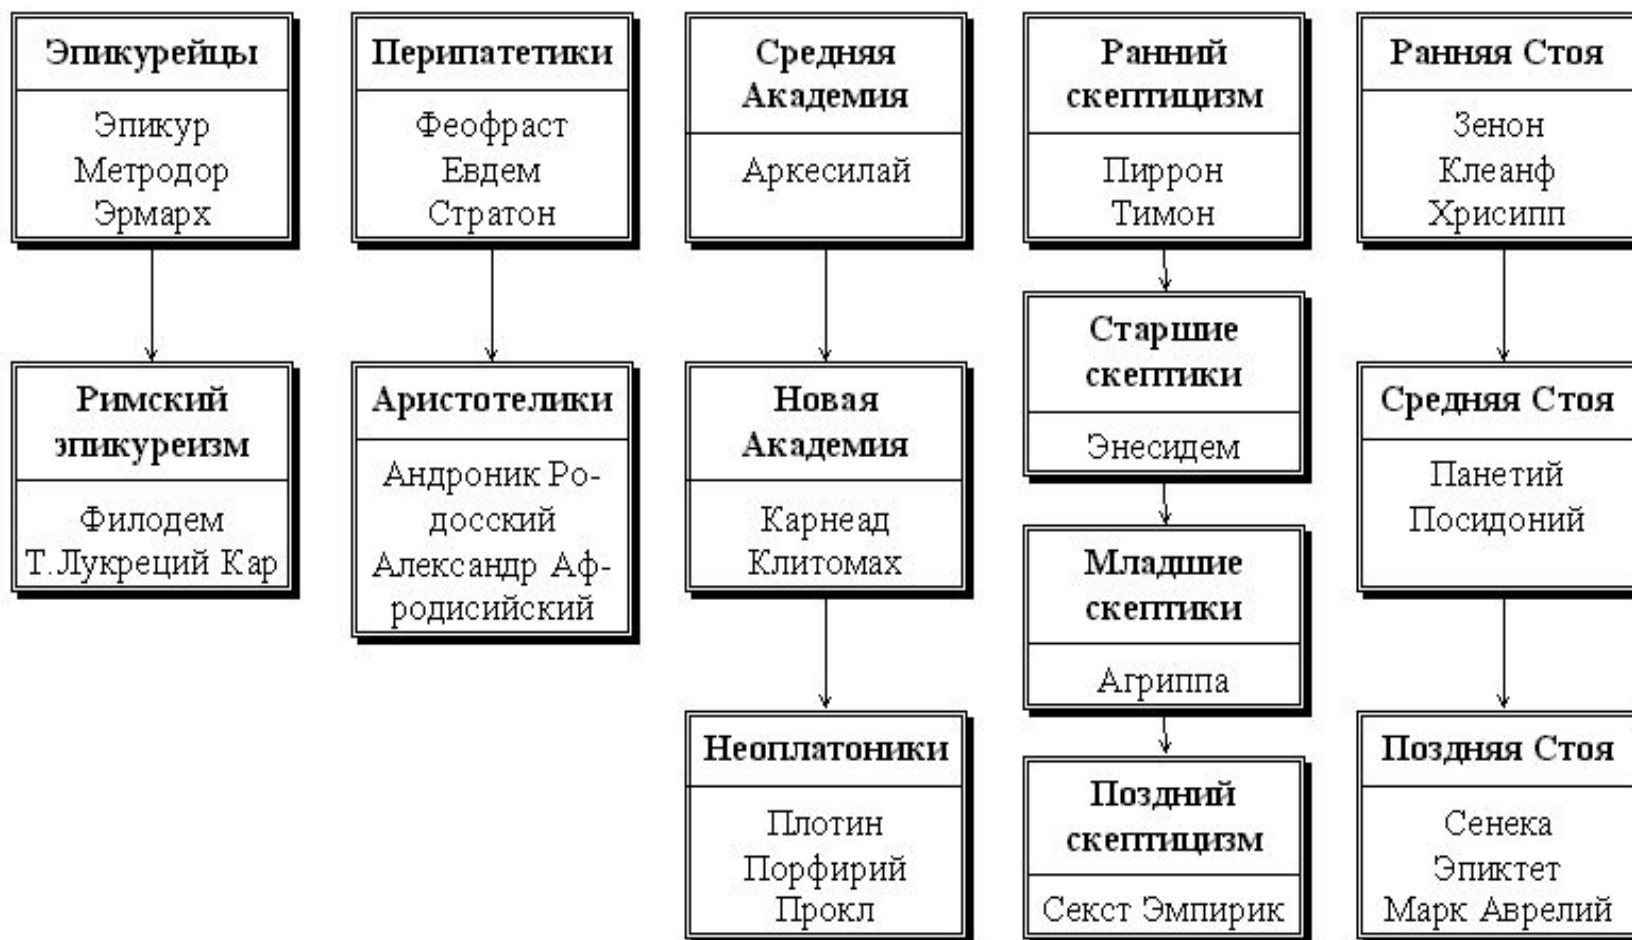 Эпикурейцы
Эпикур
Метродор
Эрмарх
Римский
эпикуреизм
Филодем
Т.Лукреций Кар
Перипатетики
Феофраст
Евдем
Стратон
Аристотелики
Андроник Ро-
досский
Александр Аф-
родисийский
Средняя
Академия
Аркесилай
Новая
Академия
Карнеад
Клитомах
Неоплатоники
Плотин
Порфирий
Прокл
Ранний
скептицизм
Пиррон
Тимон
Старшие
скептики
Энесидем
Младшие
скептики
Агриппа
Поздний
скептицизм
Секст Эмпирик
Ранняя Стоя
Зенон
Клеанф
Хрисипп
Средняя Стоя
Панетий
Посидоний
Поздняя Стоя
Сенека
Эпиктет
Марк Аврелий